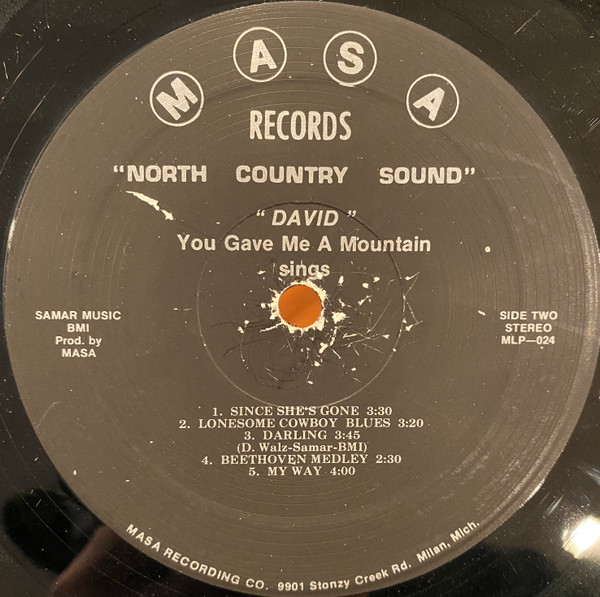 MASA
RECORDS
"NORTH COUNTRY SOUND"
"DAVID"
You Gave Me A Mountain
sings
SAMAR MUSIC
BMI
Prod. by
MASA
SIDE TWO
STEREO
MLP—024
1. SINCE SHE'S GONE 3:30
2. LONESOME COWBOY BLUES 3:20
3. DARLING 3:45
(D. Walz-Samar-BMI)
4. BEETHOVEN MEDLEY 2:30
5. MY WAY 4:00
MASA RECORDING CO. 9901 Stonzy Creek Rd. Milan, Mich.